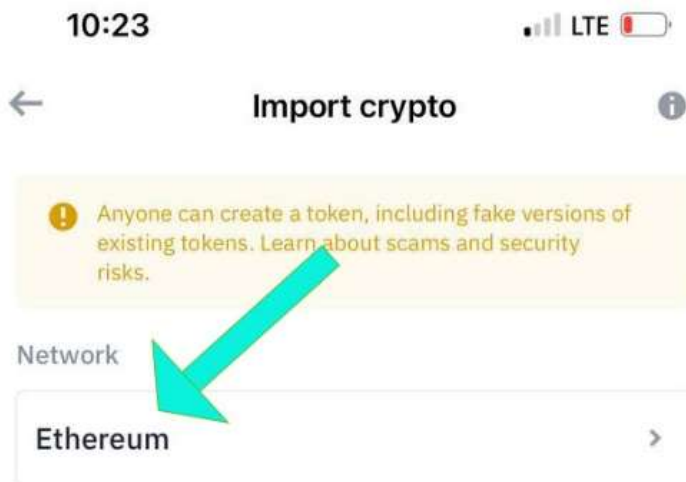 10:23 LTE
Import crypto
Anyone can create a token, including fake versions of
existing tokens. Learn about scams and security
risks.
Network
Ethereum